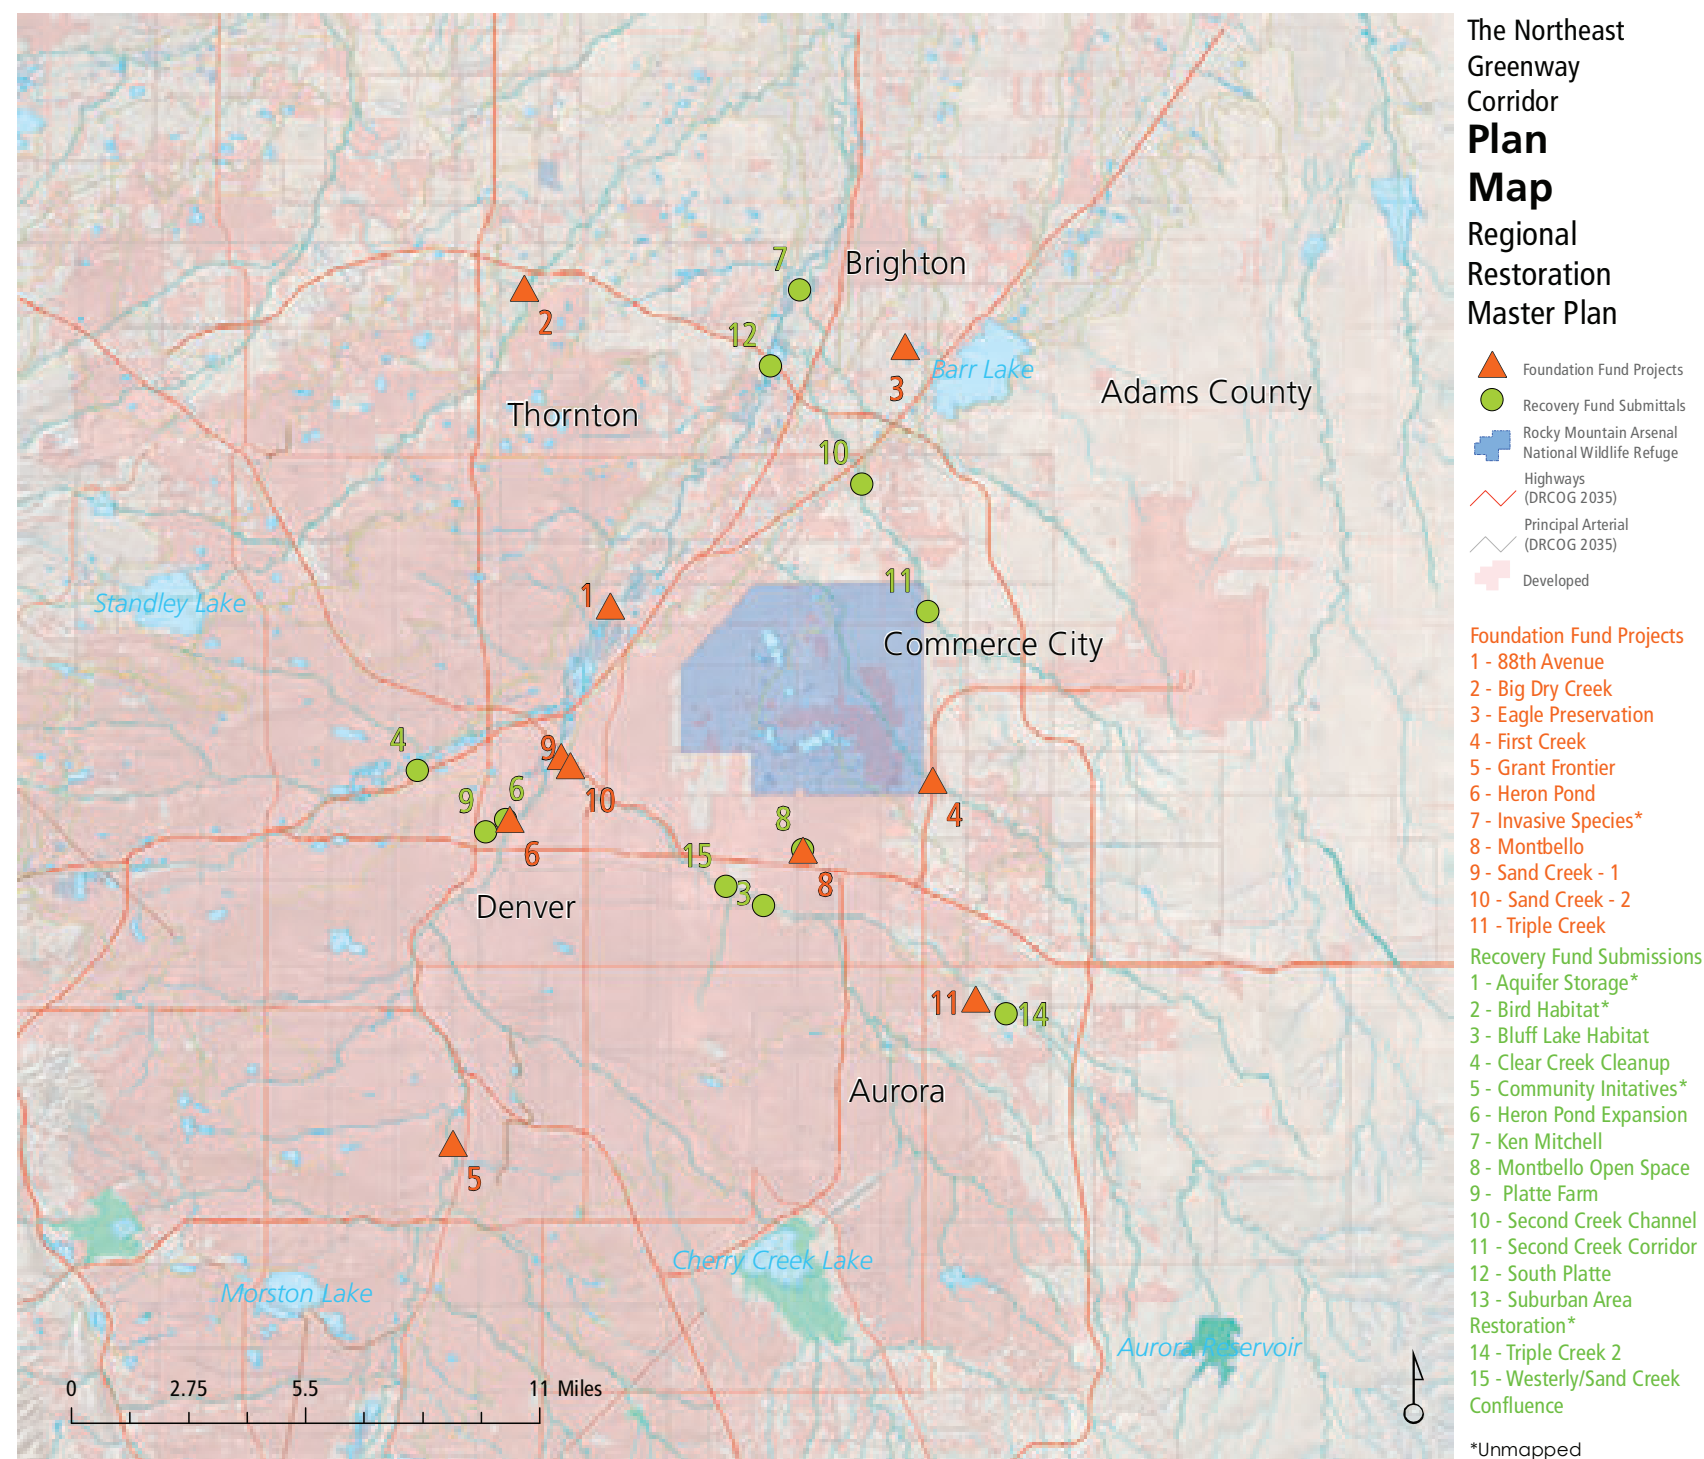 The Northeast
Greenway
Corridor
Plan
Map
Regional
Restoration
Master Plan
Foundation Fund Projects
Recovery Fund Submittals
Rocky Mountain Arsenal
National Wildlife Refuge
Highways
(DRCOG 2035)
Principal Arterial
(DRCOG 2035)
Developed
Foundation Fund Projects
1 - 88th Avenue
2 - Big Dry Creek
3 - Eagle Preservation
4 - First Creek
5 - Grant Frontier
6 - Heron Pond
7 - Invasive Species*
8 - Montbello
9 - Sand Creek - 1
10 - Sand Creek - 2
11 - Triple Creek
Recovery Fund Submissions
1 - Aquifer Storage*
2 - Bird Habitat*
3 - Bluff Lake Habitat
4 - Clear Creek Cleanup
5 - Community Initatives*
6 - Heron Pond Expansion
7 - Ken Mitchell
8 - Montbello Open Space
9 - Platte Farm
10 - Second Creek Channel
11 - Second Creek Corridor
12 - South Platte
13 - Suburban Area
Restoration*
14 - Triple Creek 2
15 - Westerly/Sand Creek
Confluence
*Unmapped
7
Brighton
2
12
3
Barr Lake
Adams County
Thornton
10
11
1
Standley Lake
Commerce City
4
9
10
6
9
4
8
6
15
3
8
Denver
11
14
Aurora
5
Cherry Creek Lake
Morston Lake
Aurora Reservoir
0 2.75 5.5 11 Miles